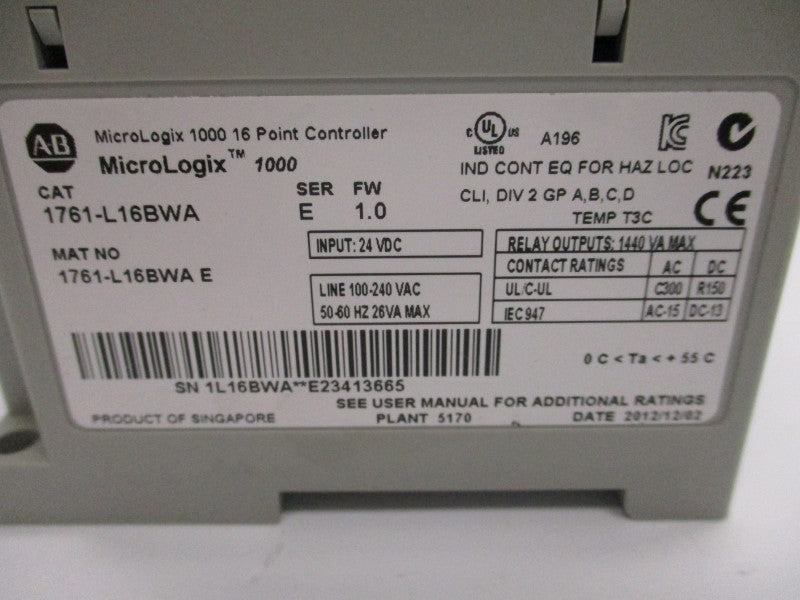 AB
MicroLogix 1000 16 Point Controller
MicroLogix™ 1000
CAT SER FW
1761-L16BWA E 1.0
MAT NO
1761-L16BWA E
C UL US
LISTED
A196
IND CONT EQ FOR HAZ LOC
N223
CLI, DIV 2 GP A,B,C,D
TEMP T3C
CE
INPUT: 24 VDC
LINE 100-240 VAC
50-60 HZ 26VA MAX
RELAY OUTPUTS: 1440 VA MAX
CONTACT RATINGS AC DC
UL/C-UL C300 R150
IEC 947 AC-15 DC-13
0 C < Ta < + 55 C
SN 1L16BWA**E23413665
SEE USER MANUAL FOR ADDITIONAL RATINGS
PRODUCT OF SINGAPORE PLANT 5170 DATE 2012/12/02